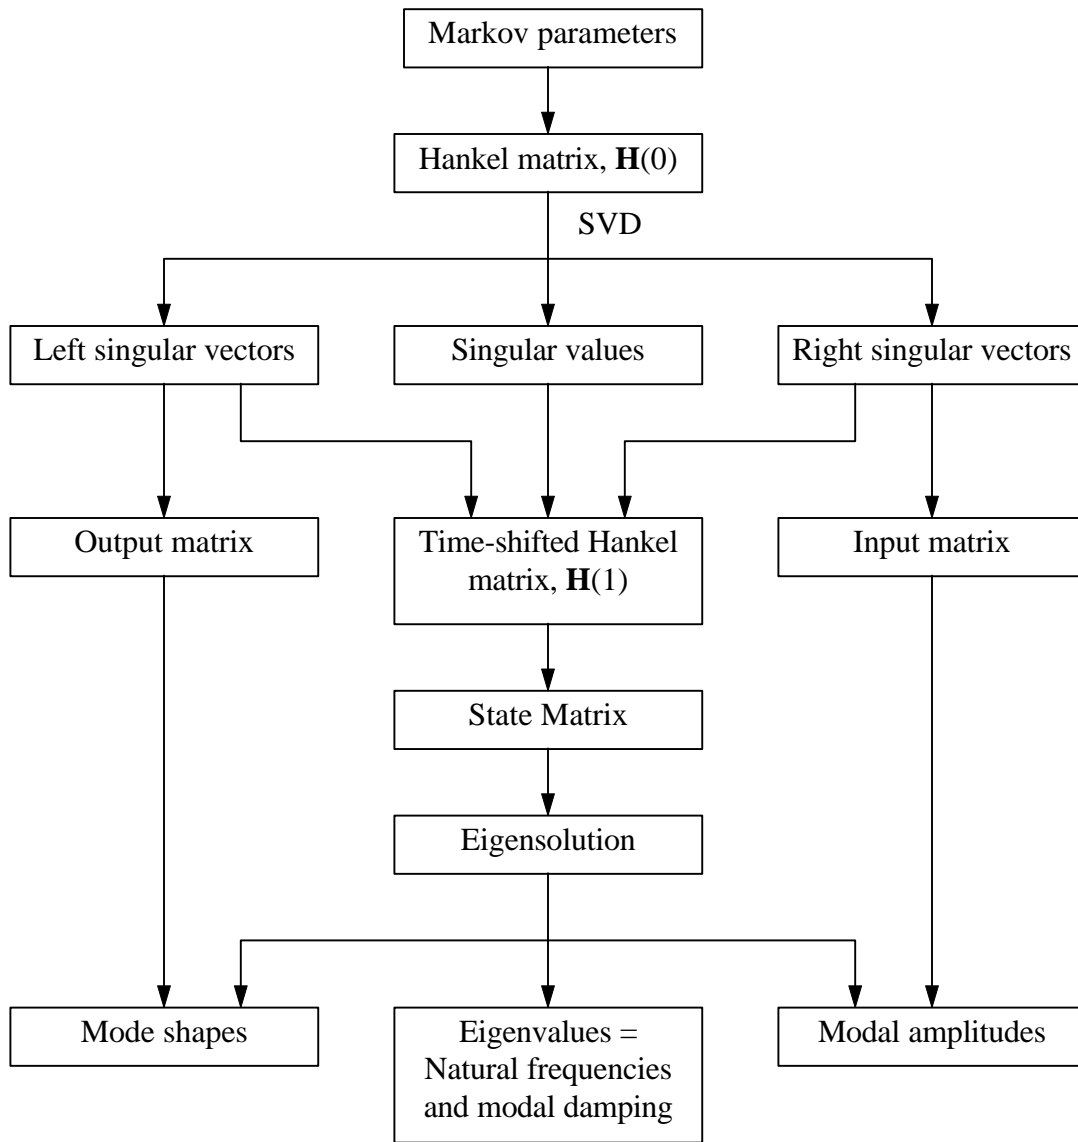 Markov parameters
Hankel matrix, H(0)
SVD
Left singular vectors
Singular values
Right singular vectors
Output matrix
Time-shifted Hankel
matrix, H(1)
Input matrix
State Matrix
Eigensolution
Mode shapes
Eigenvalues =
Natural frequencies
and modal damping
Modal amplitudes